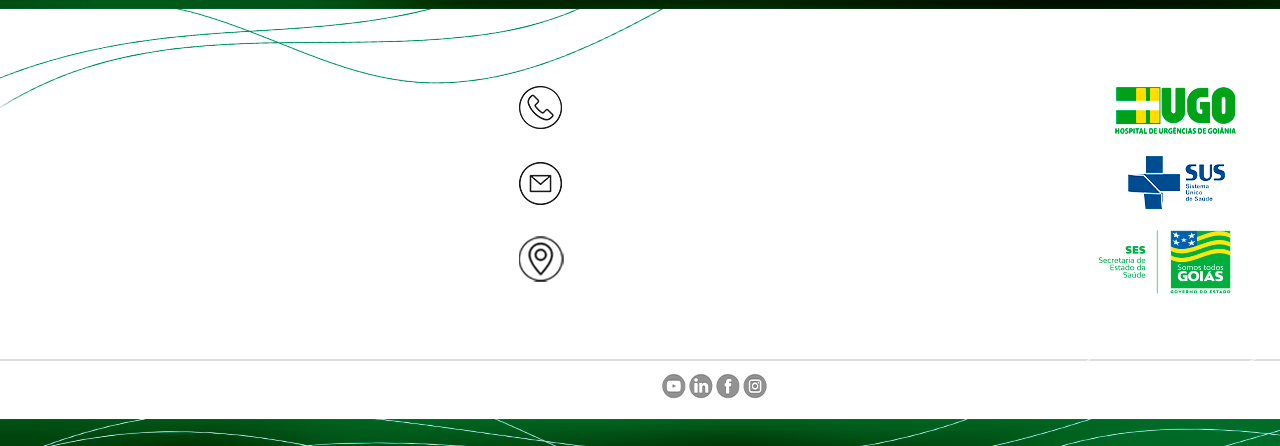 HUGO
HOSPITAL DE URGÊNCIAS DE GOIÂNIA
SUS
Sistema
Único
de Saúde
SES
Secretaria de
Estado da
Saúde
Somos todos
GOIÁS
GOVERNO DO ESTADO
in
f